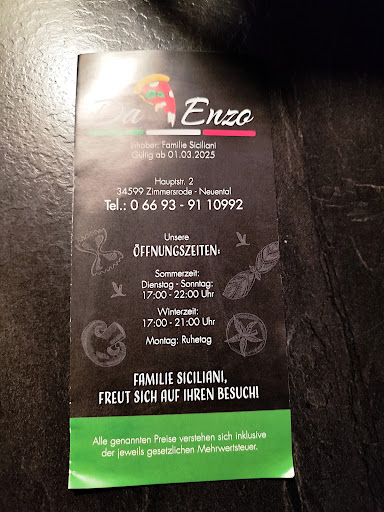 Da Enzo
Inhaber: Familie Siciliani
Gültig ab 01.03.2025
Hauptstr. 2
34599 Zimmersrode - Neuental
Tel.: 0 66 93 - 91 10992
Unsere
ÖFFNUNGSZEITEN:
Sommerzeit:
Dienstag - Sonntag:
17:00 - 22:00 Uhr
Winterzeit:
17:00 - 21:00 Uhr
Montag: Ruhetag
FAMILIE SICILIANI,
FREUT SICH AUF IHREN BESUCH!
Alle genannten Preise verstehen sich inklusive
der jeweils gesetzlichen Mehrwertsteuer.